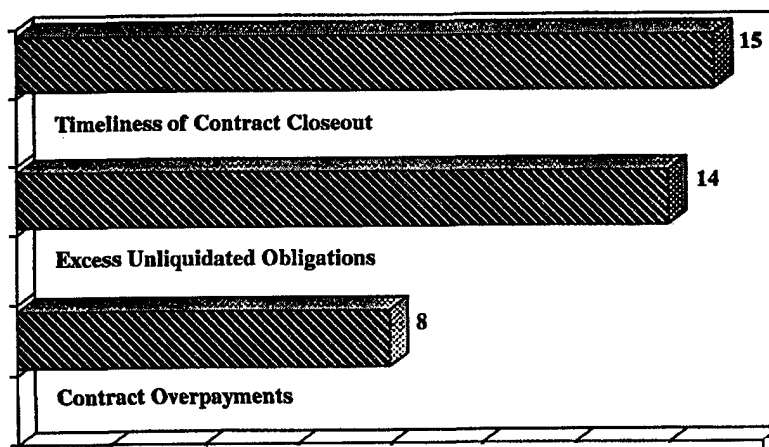 15
Timeliness of Contract Closeout
14
Excess Unliquidated Obligations
8
Contract Overpayments